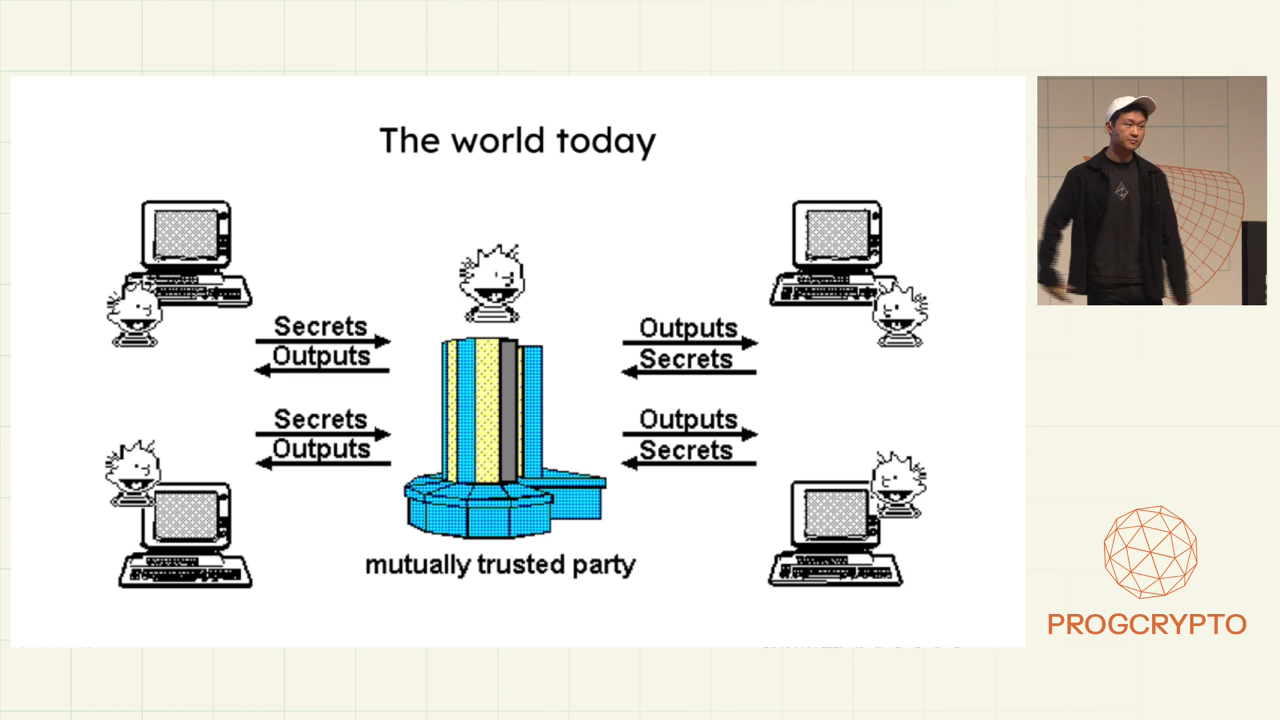 The world today
Secrets
Outputs
Outputs
Secrets
Secrets
Outputs
Outputs
Secrets
mutually trusted party
PROGCRYPTO